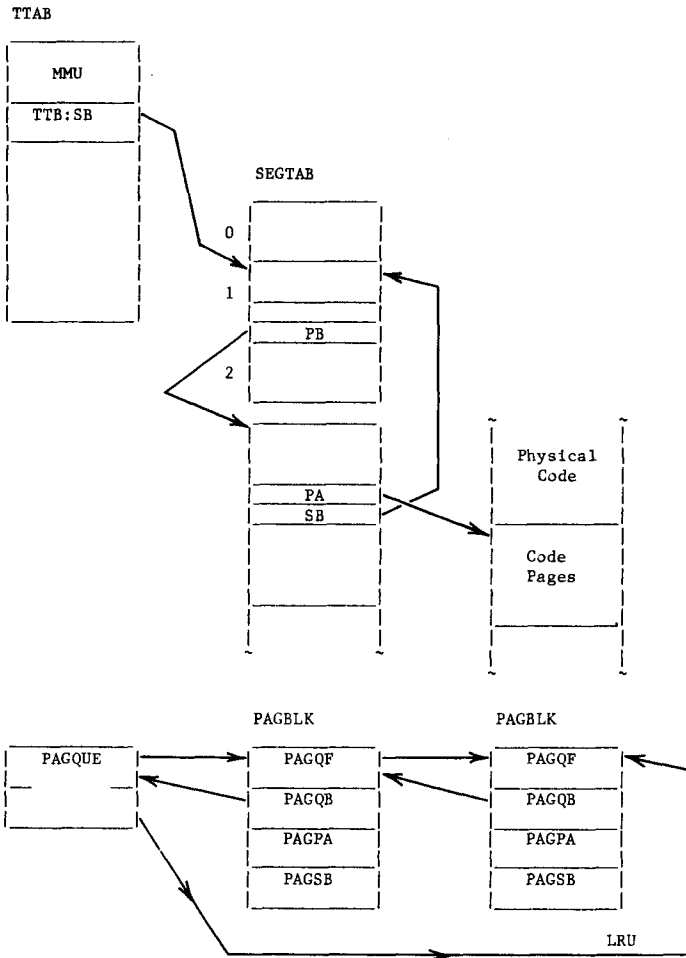 TTAB
MMU
TTB:SB
SEGTAB
0
1
PB
2
PA
SB
Physical
Code
Code
Pages
PAGBLK PAGBLK
PAGQUE PAGQF PAGQF
PAGQB PAGQB
PAGPA PAGPA
PAGSB PAGSB
LRU